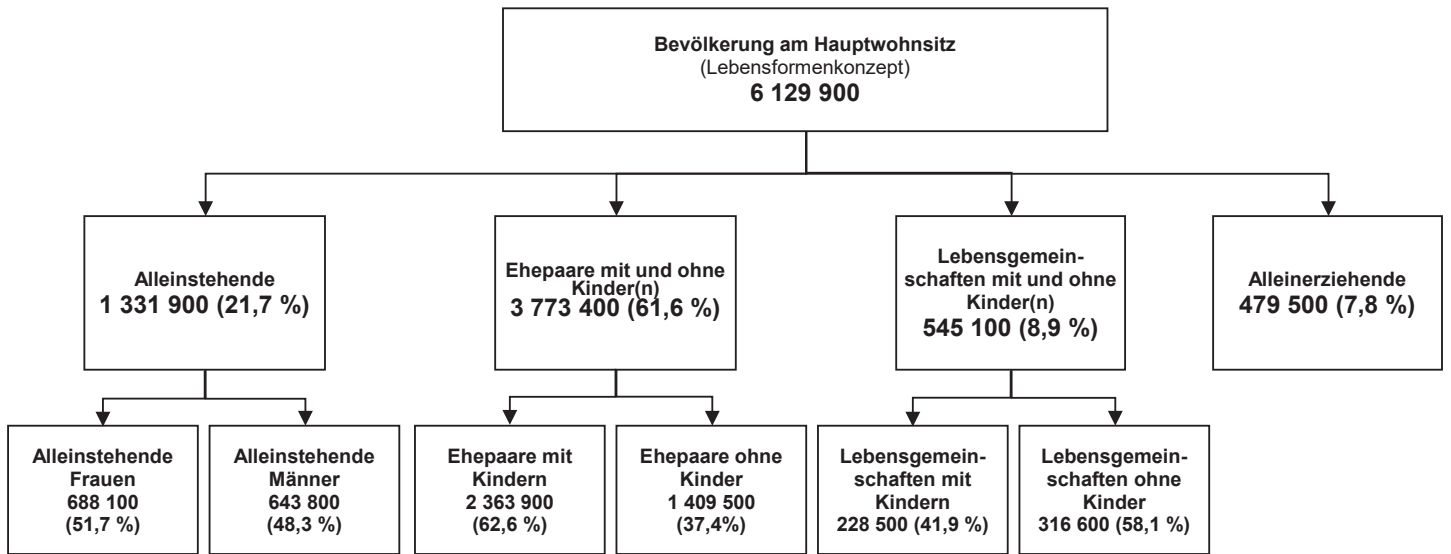 Bevölkerung am Hauptwohnsitz
(Lebensformenkonzept)
6 129 900
Alleinstehende
1 331 900 (21,7 %)
Ehepaare mit und ohne
Kinder(n)
3 773 400 (61,6 %)
Lebensgemein-
schaften mit und ohne
Kinder(n)
545 100 (8,9 %)
Alleinerziehende
479 500 (7,8 %)
Alleinstehende
Frauen
688 100
(51,7 %)
Alleinstehende
Männer
643 800
(48,3 %)
Ehepaare mit
Kindern
2 363 900
(62,6 %)
Ehepaare ohne
Kinder
1 409 500
(37,4%)
Lebensgemein-
schaften mit
Kindern
228 500 (41,9 %)
Lebensgemein-
schaften ohne
Kinder
316 600 (58,1 %)